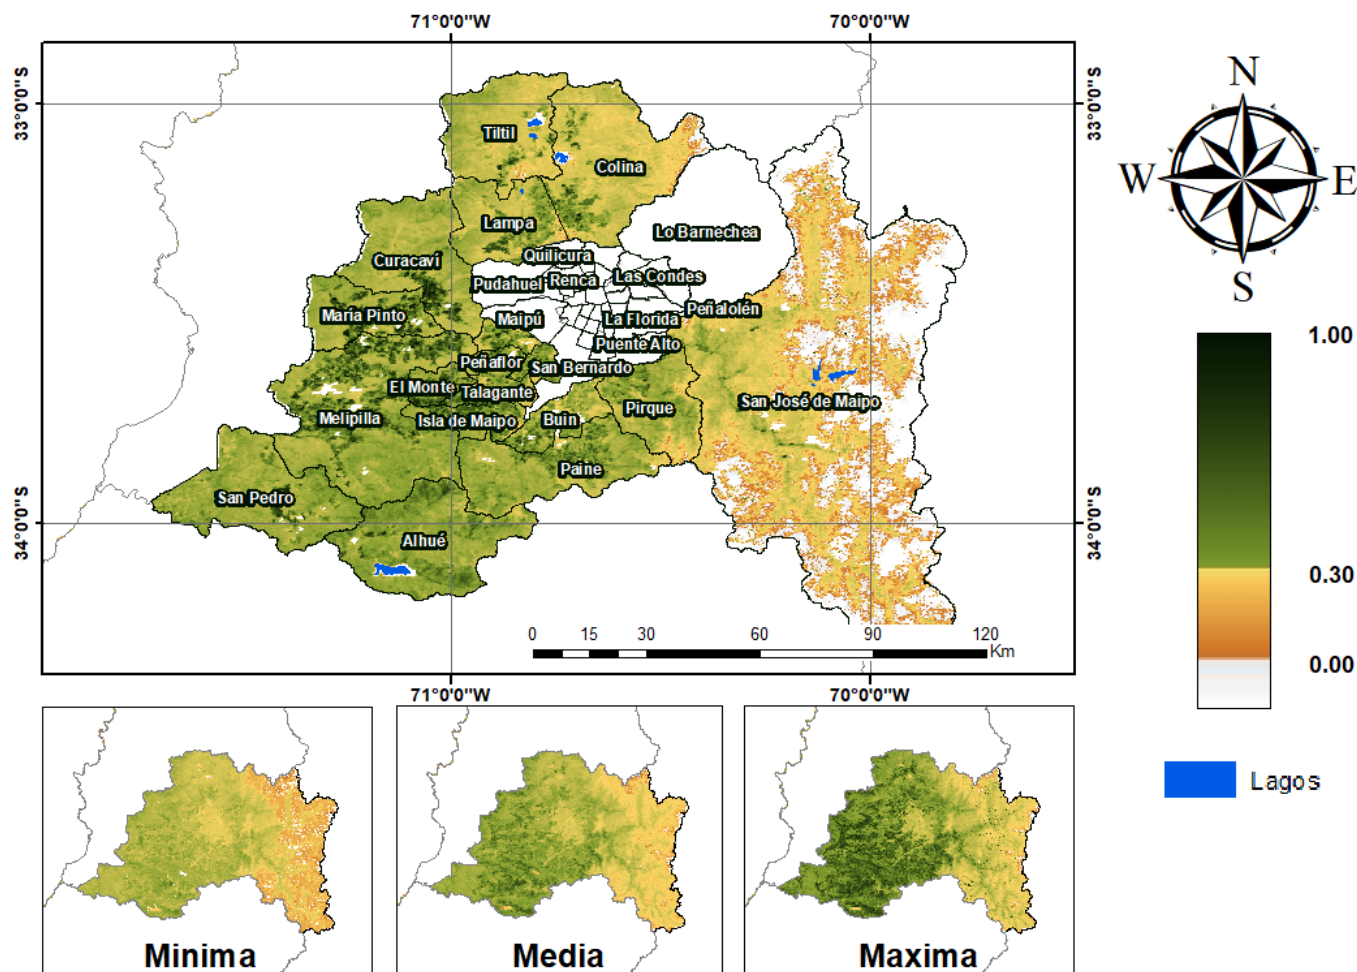 71°0'0"W
70°0'0"W
33°0'0"S
33°0'0"S
N
W
E
S
Tiltil
Colina
Lampa
Lo Barnechea
Quilicura
Curacaví
Pudahuel
Renca
Las Condes
María Pinto
Maipú
La Florida
Peñalolén
Puente Alto
Peñaflor
San Bernardo
El Monte
Talagante
San José de Maipo
Melipilla
Isla de Maipo
Buin
Pirque
Paine
San Pedro
Alhué
34°0'0"S
34°0'0"S
0 15 30 60 90 120
Km
71°0'0"W
70°0'0"W
1.00
0.30
0.00
Lagos
Minima
Media
Maxima